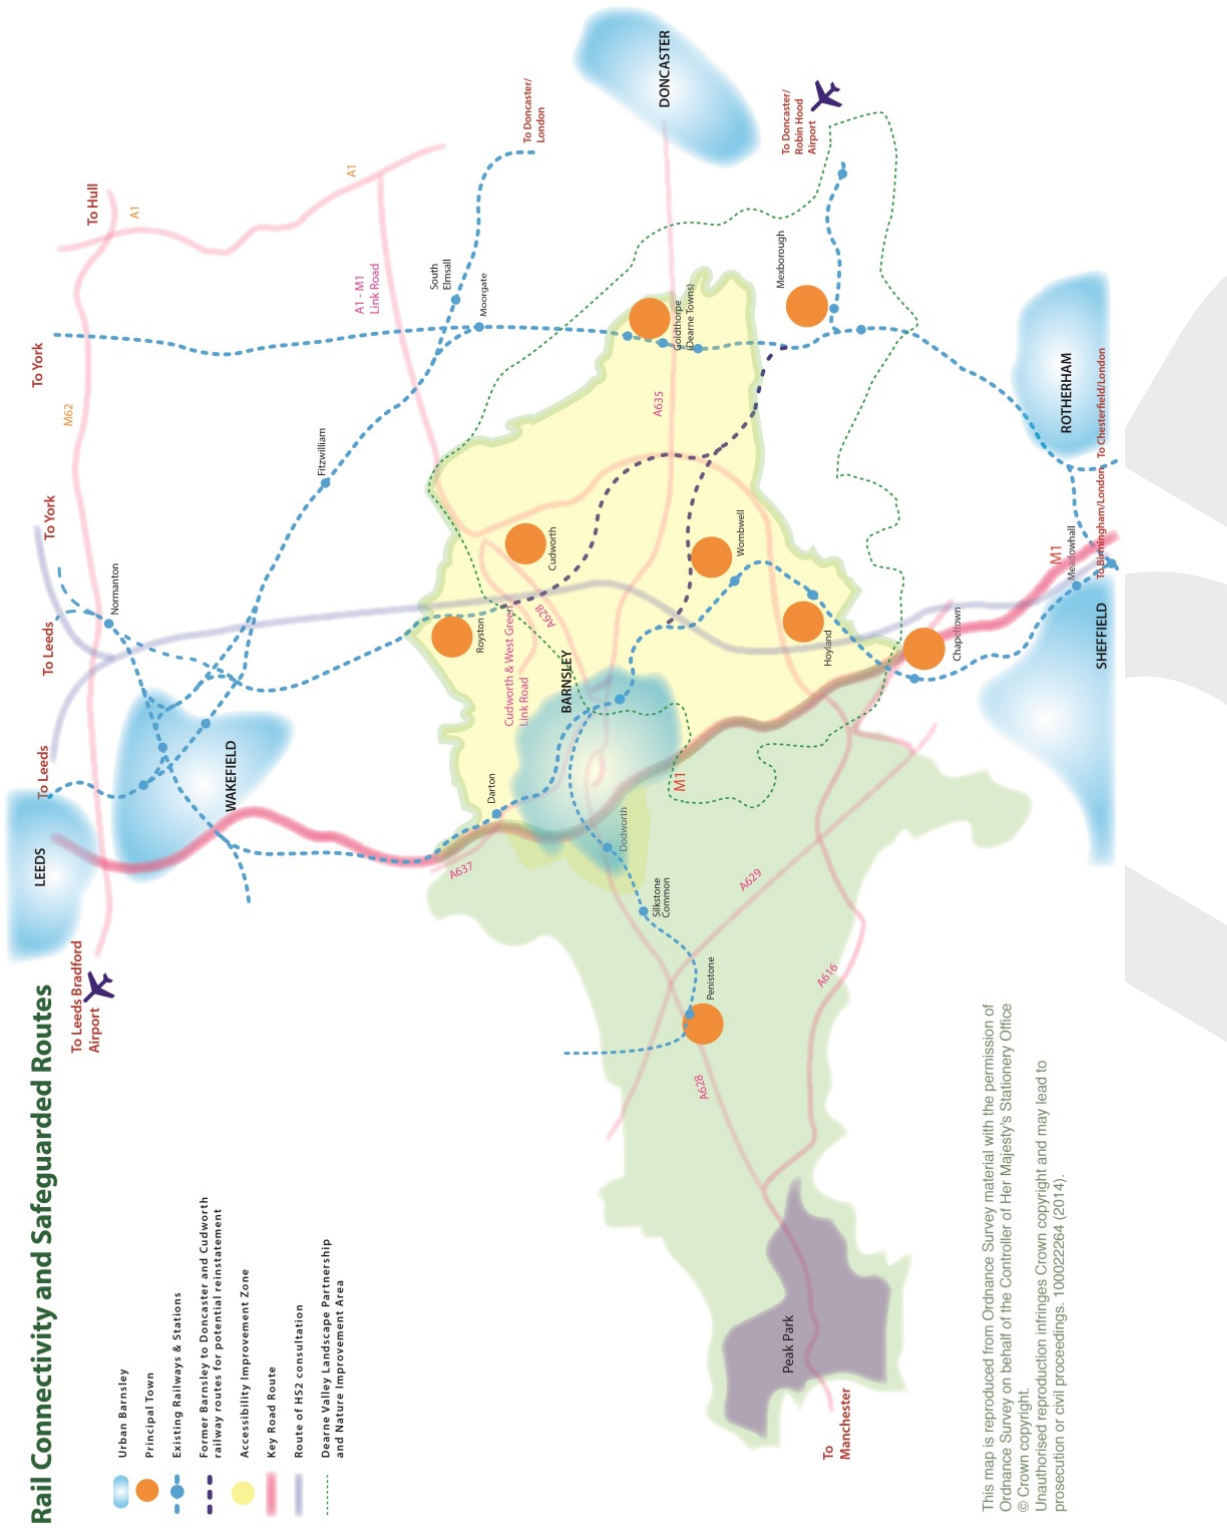 Rail Connectivity and Safeguarded Routes
Urban Barnsley
Principal Town
Existing Railways & Stations
Former Barnsley to Doncaster and Cudworth
railway routes for potential reinstatement
Accessibility Improvement Zone
Key Road Route
Route of HS2 consultation
Dearne Valley Landscape Partnership
and Nature Improvement Area
To Leeds Bradford
Airport
LEEDS
To Leeds
To Leeds
To York
To York
To Hull
M62
A1
A1
Normanton
WAKEFIELD
Fitzwilliam
A1 - M1
Link Road
South
Elmsall
Moorgate
To Doncaster/
London
DONCASTER
A637
Darton
Royston
Cudworth
Cudworth & West Green
Link Road
A628
BARNSLEY
A635
Goldthorpe
(Dearne Towns)
Mexborough
To Doncaster/
Robin Hood
Airport
Dodworth
Silkstone
Common
M1
Wombwell
Penistone
A629
A628
A616
Hoyland
Chapeltown
Peak Park
To
Manchester
ROTHERHAM
M1
Meadowhall
SHEFFIELD
To Birmingham/London
To Chesterfield/London
This map is reproduced from Ordnance Survey material with the permission of
Ordnance Survey on behalf of the Controller of Her Majesty's Stationery Office
© Crown copyright.
Unauthorised reproduction infringes Crown copyright and may lead to
prosecution or civil proceedings. 100022264 (2014).